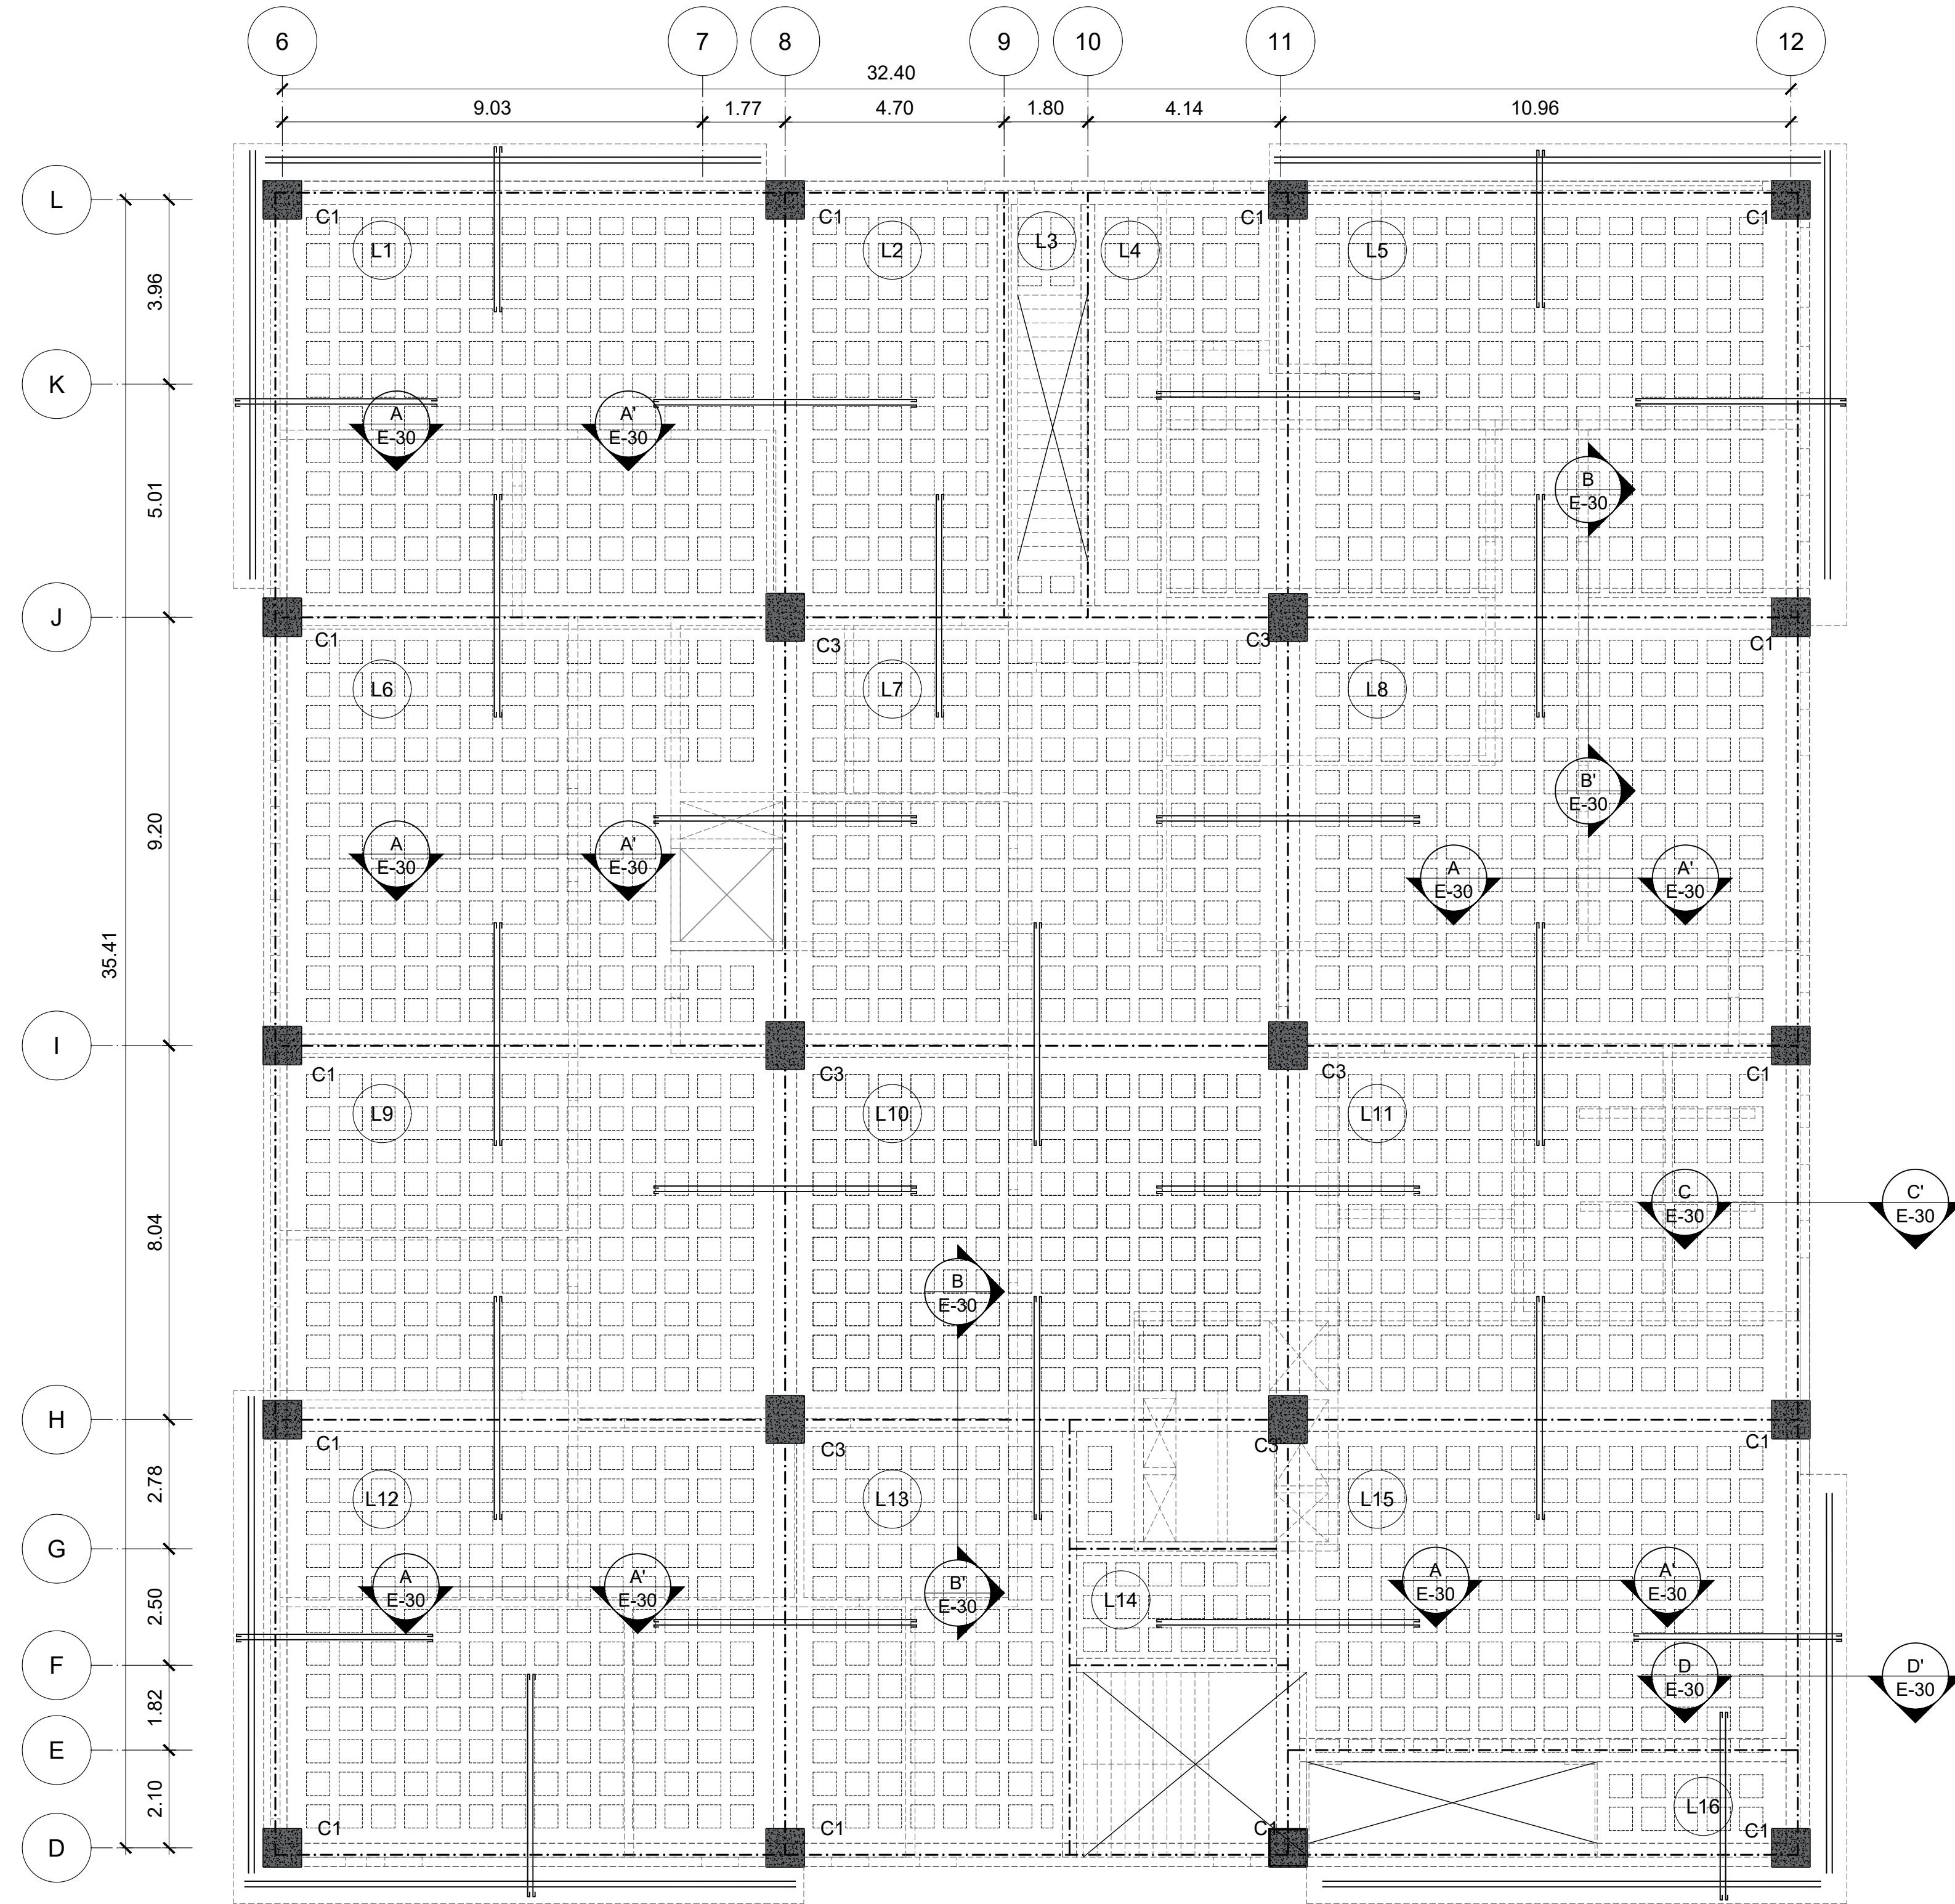 6 7 8 9 10 11 12
32.40
9.03 1.77 4.70 1.80 4.14 10.96
L
C1 C1 C1 C1
L1 L2 L3 L4 L5
3.96
K
A A'
E-30 E-30
B
E-30
5.01
J
C1 C3 C3 C1
L6 L7 L8
B'
E-30
9.20
A A' A A'
E-30 E-30 E-30 E-30
35.41
I
C1 C3 C3 C1
L9 L10 L11
C C'
E-30 E-30
8.04
B
E-30
H
C1 C3 C3 C1
L12 L13 L15
2.78
G
A A' B' A A'
E-30 E-30 E-30 E-30 E-30
L14
2.50
F
D D'
E-30 E-30
1.82
E
L16
2.10
C1 C1 C1 C1
D